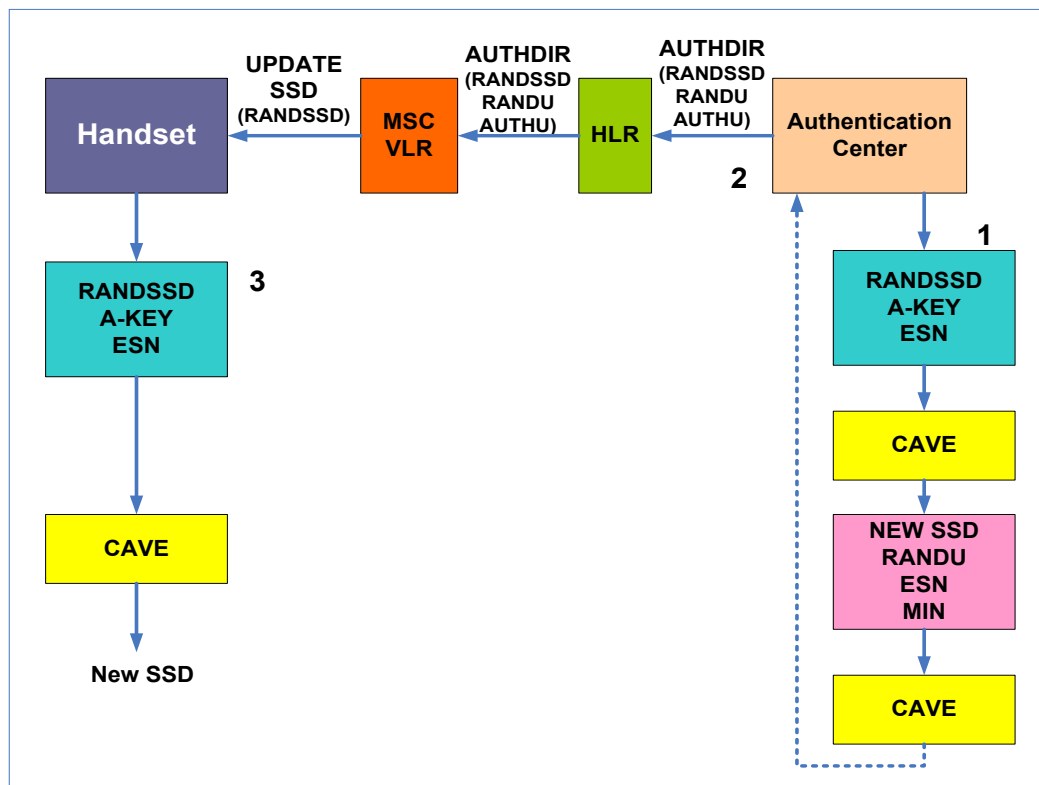 UPDATE
SSD
(RANDSSD)
AUTHDIR
(RANDSSD
RANDU
AUTHU)
AUTHDIR
(RANDSSD
RANDU
AUTHU)
Handset
MSC
VLR
HLR
Authentication
Center
2
1
3
RANDSSD
A-KEY
ESN
RANDSSD
A-KEY
ESN
CAVE
CAVE
NEW SSD
RANDU
ESN
MIN
New SSD
CAVE